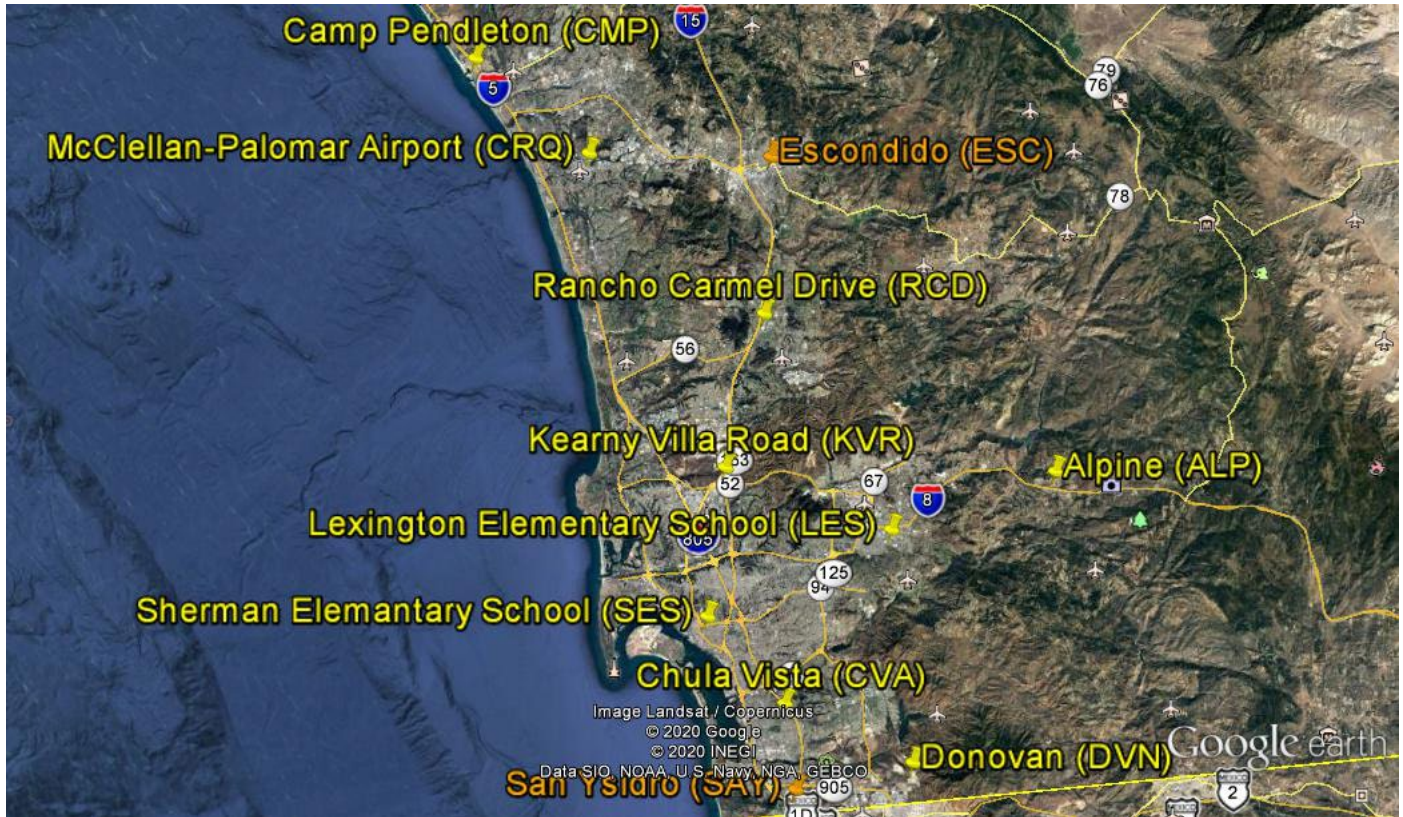 Camp Pendleton (CMP)
15
5
79
76
McClellan-Palomar Airport (CRQ)
Escondido (ESC)
78
Rancho Carmel Drive (RCD)
56
Kearny Villa Road (KVR)
52
67
Alpine (ALP)
8
Lexington Elementary School (LES)
805
125
94
Sherman Elemantary School (SES)
Chula Vista (CVA)
Image Landsat / Copernicus
© 2020 Google
© 2020 INEGI
Data SIO, NOAA, U.S. Navy, NGA, GEBCO
Donovan (DVN)
Google earth
San Ysidro (SAY)
905
1D
MEXICO
2